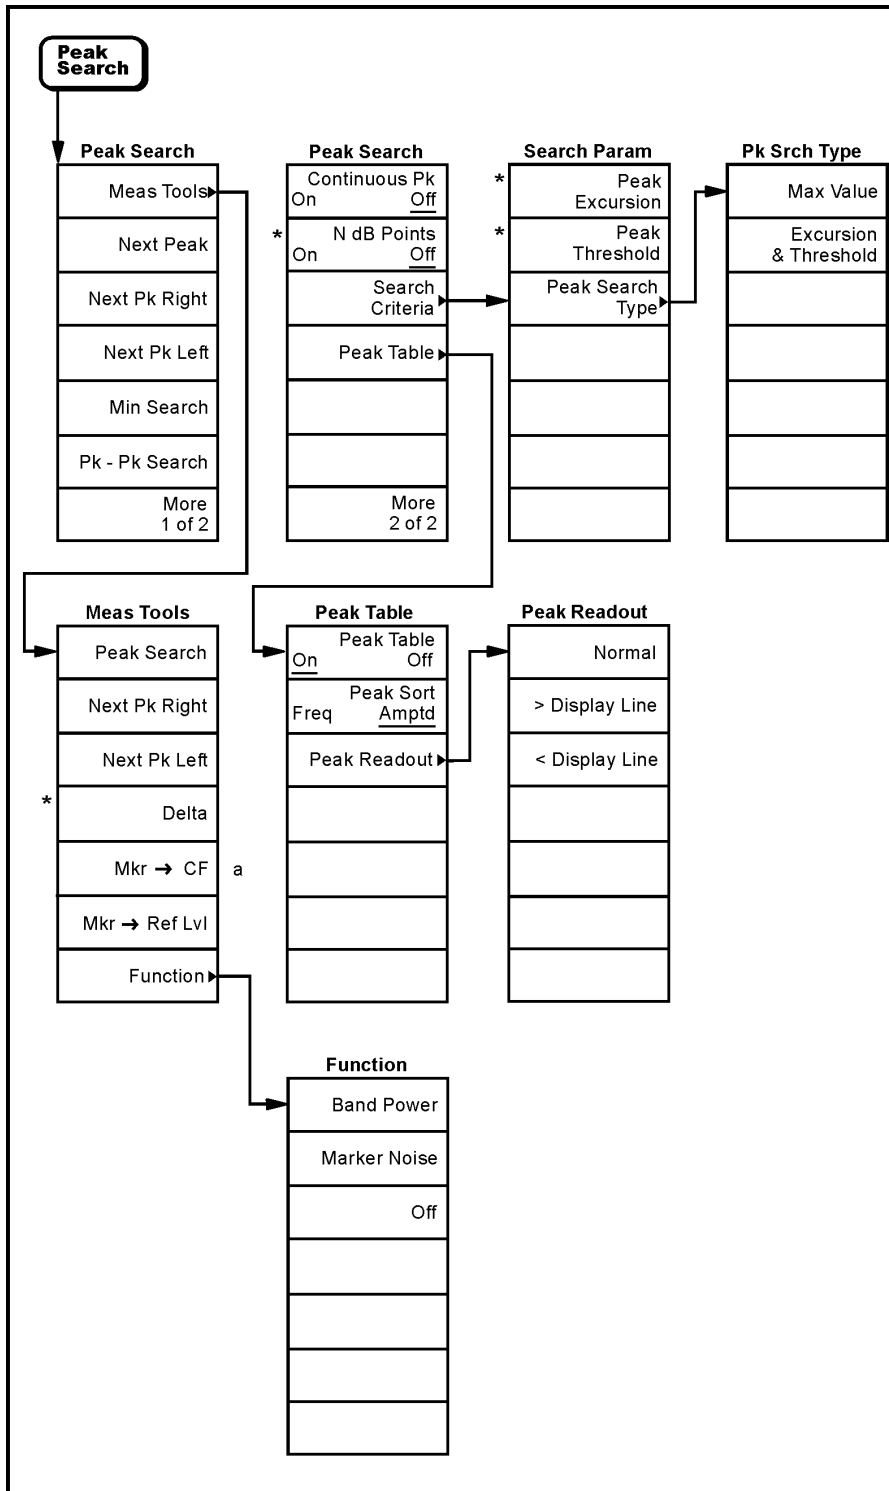 Peak
Search
Peak Search
Meas Tools
Next Peak
Next Pk Right
Next Pk Left
Min Search
Pk - Pk Search
More
1 of 2
Peak Search
Continuous Pk
On Off
* N dB Points
On Off
Search
Criteria
Peak Table
More
2 of 2
Search Param
* Peak
Excursion
* Peak
Threshold
Peak Search
Type
Pk Srch Type
Max Value
Excursion
& Threshold
Meas Tools
Peak Search
Next Pk Right
Next Pk Left
* Delta
Mkr → CF a
Mkr → Ref Lvl
Function
Peak Table
Peak Table
On Off
Peak Sort
Freq Amptd
Peak Readout
Peak Readout
Normal
> Display Line
< Display Line
Function
Band Power
Marker Noise
Off